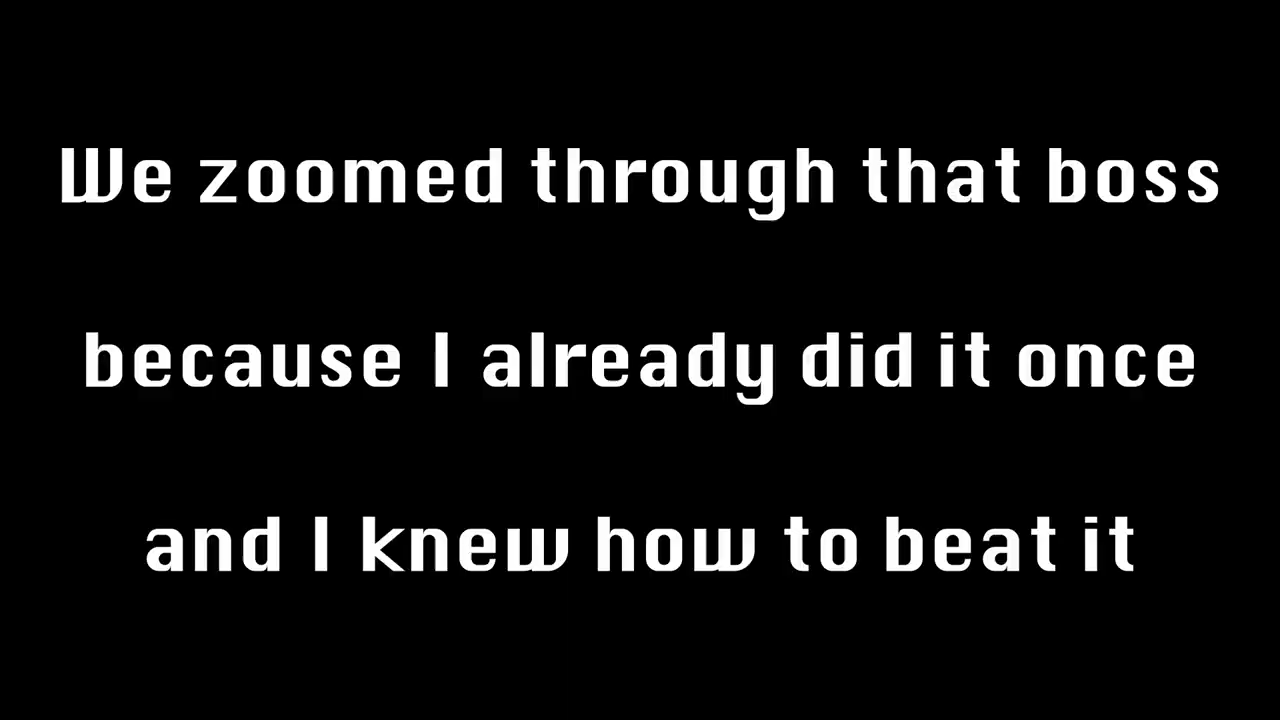 We zoomed through that boss
because I already did it once
and I knew how to beat it